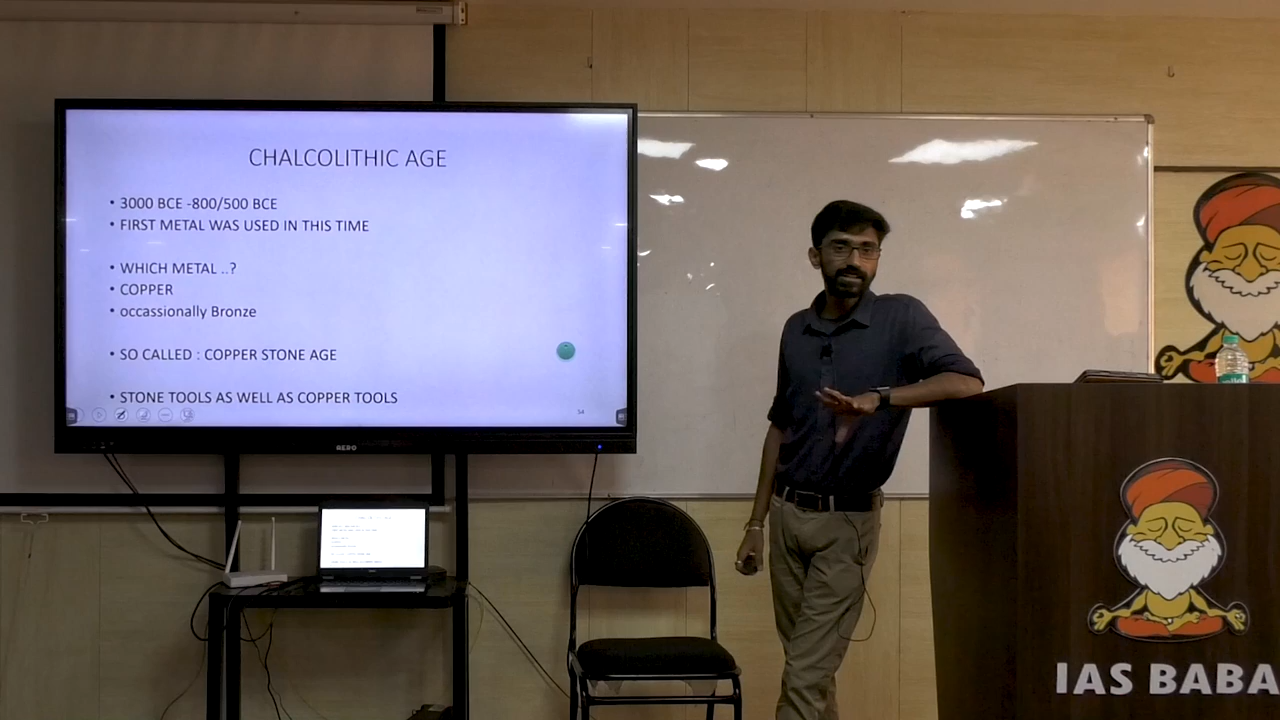 CHALCOLITHIC AGE
• 3000 BCE -800/500 BCE
• FIRST METAL WAS USED IN THIS TIME
• WHICH METAL ..?
• COPPER
• occassionally Bronze
• SO CALLED : COPPER STONE AGE
• STONE TOOLS AS WELL AS COPPER TOOLS
54
IAS BABA